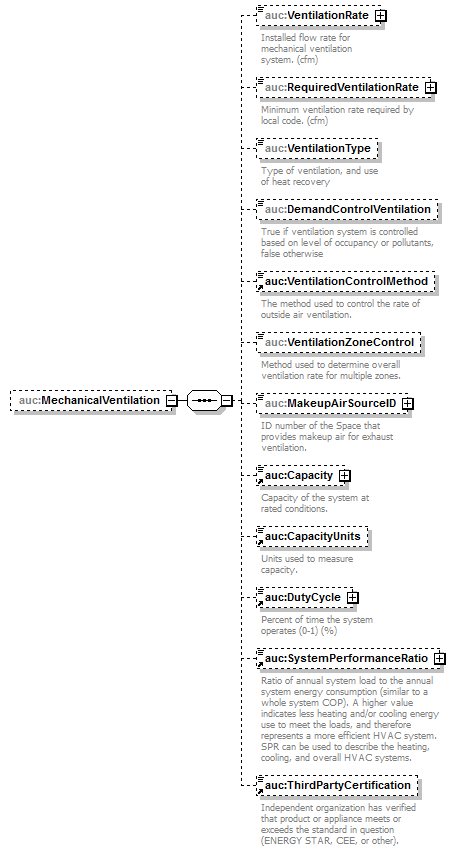 auc:VentilationRate
Installed flow rate for
mechanical ventilation
system. (cfm)
auc:RequiredVentilationRate
Minimum ventilation rate required by
local code. (cfm)
auc:VentilationType
Type of ventilation, and use
of heat recovery
auc:DemandControlVentilation
True if ventilation system is controlled
based on level of occupancy or pollutants,
false otherwise
auc:VentilationControlMethod
The method used to control the rate of
outside air ventilation.
auc:VentilationZoneControl
Method used to determine overall
ventilation rate for multiple zones.
auc:MechanicalVentilation
auc:MakeupAirSourceID
ID number of the Space that
provides makeup air for exhaust
ventilation.
auc:Capacity
Capacity of the system at
rated conditions.
auc:CapacityUnits
Units used to measure
capacity.
auc:DutyCycle
Percent of time the system
operates (0-1) (%)
auc:SystemPerformanceRatio
Ratio of annual system load to the annual
system energy consumption (similar to a
whole system COP). A higher value
indicates less heating and/or cooling energy
use to meet the loads, and therefore
represents a more efficient HVAC system.
SPR can be used to describe the heating,
cooling, and overall HVAC systems.
auc:ThirdPartyCertification
Independent organization has verified
that product or appliance meets or
exceeds the standard in question
(ENERGY STAR, CEE, or other).